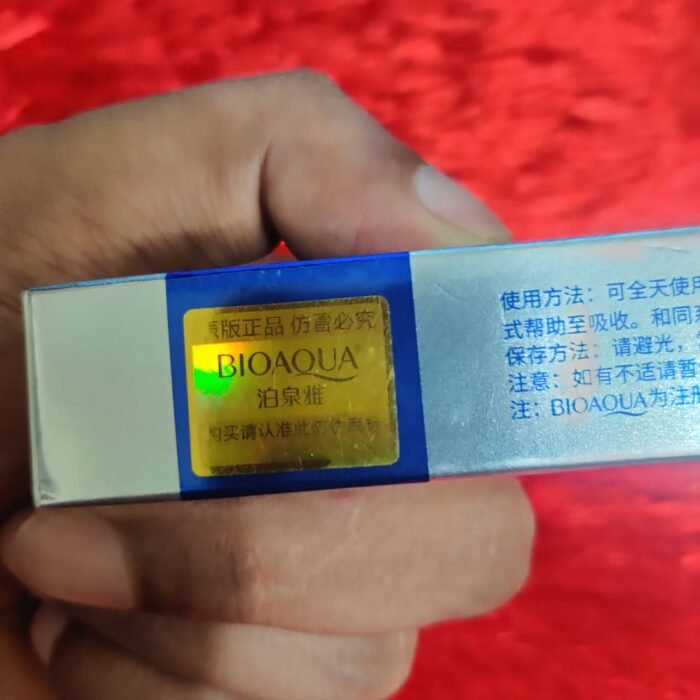 原版正品 仿冒必究
BIOAQUA®
泊泉雅
购买请认准此防伪商标
使用方法：可全天使用
式帮助至吸收。和同系
保存方法：请避光，
注意：如有不适请暂
注：BIOAQUA为注册